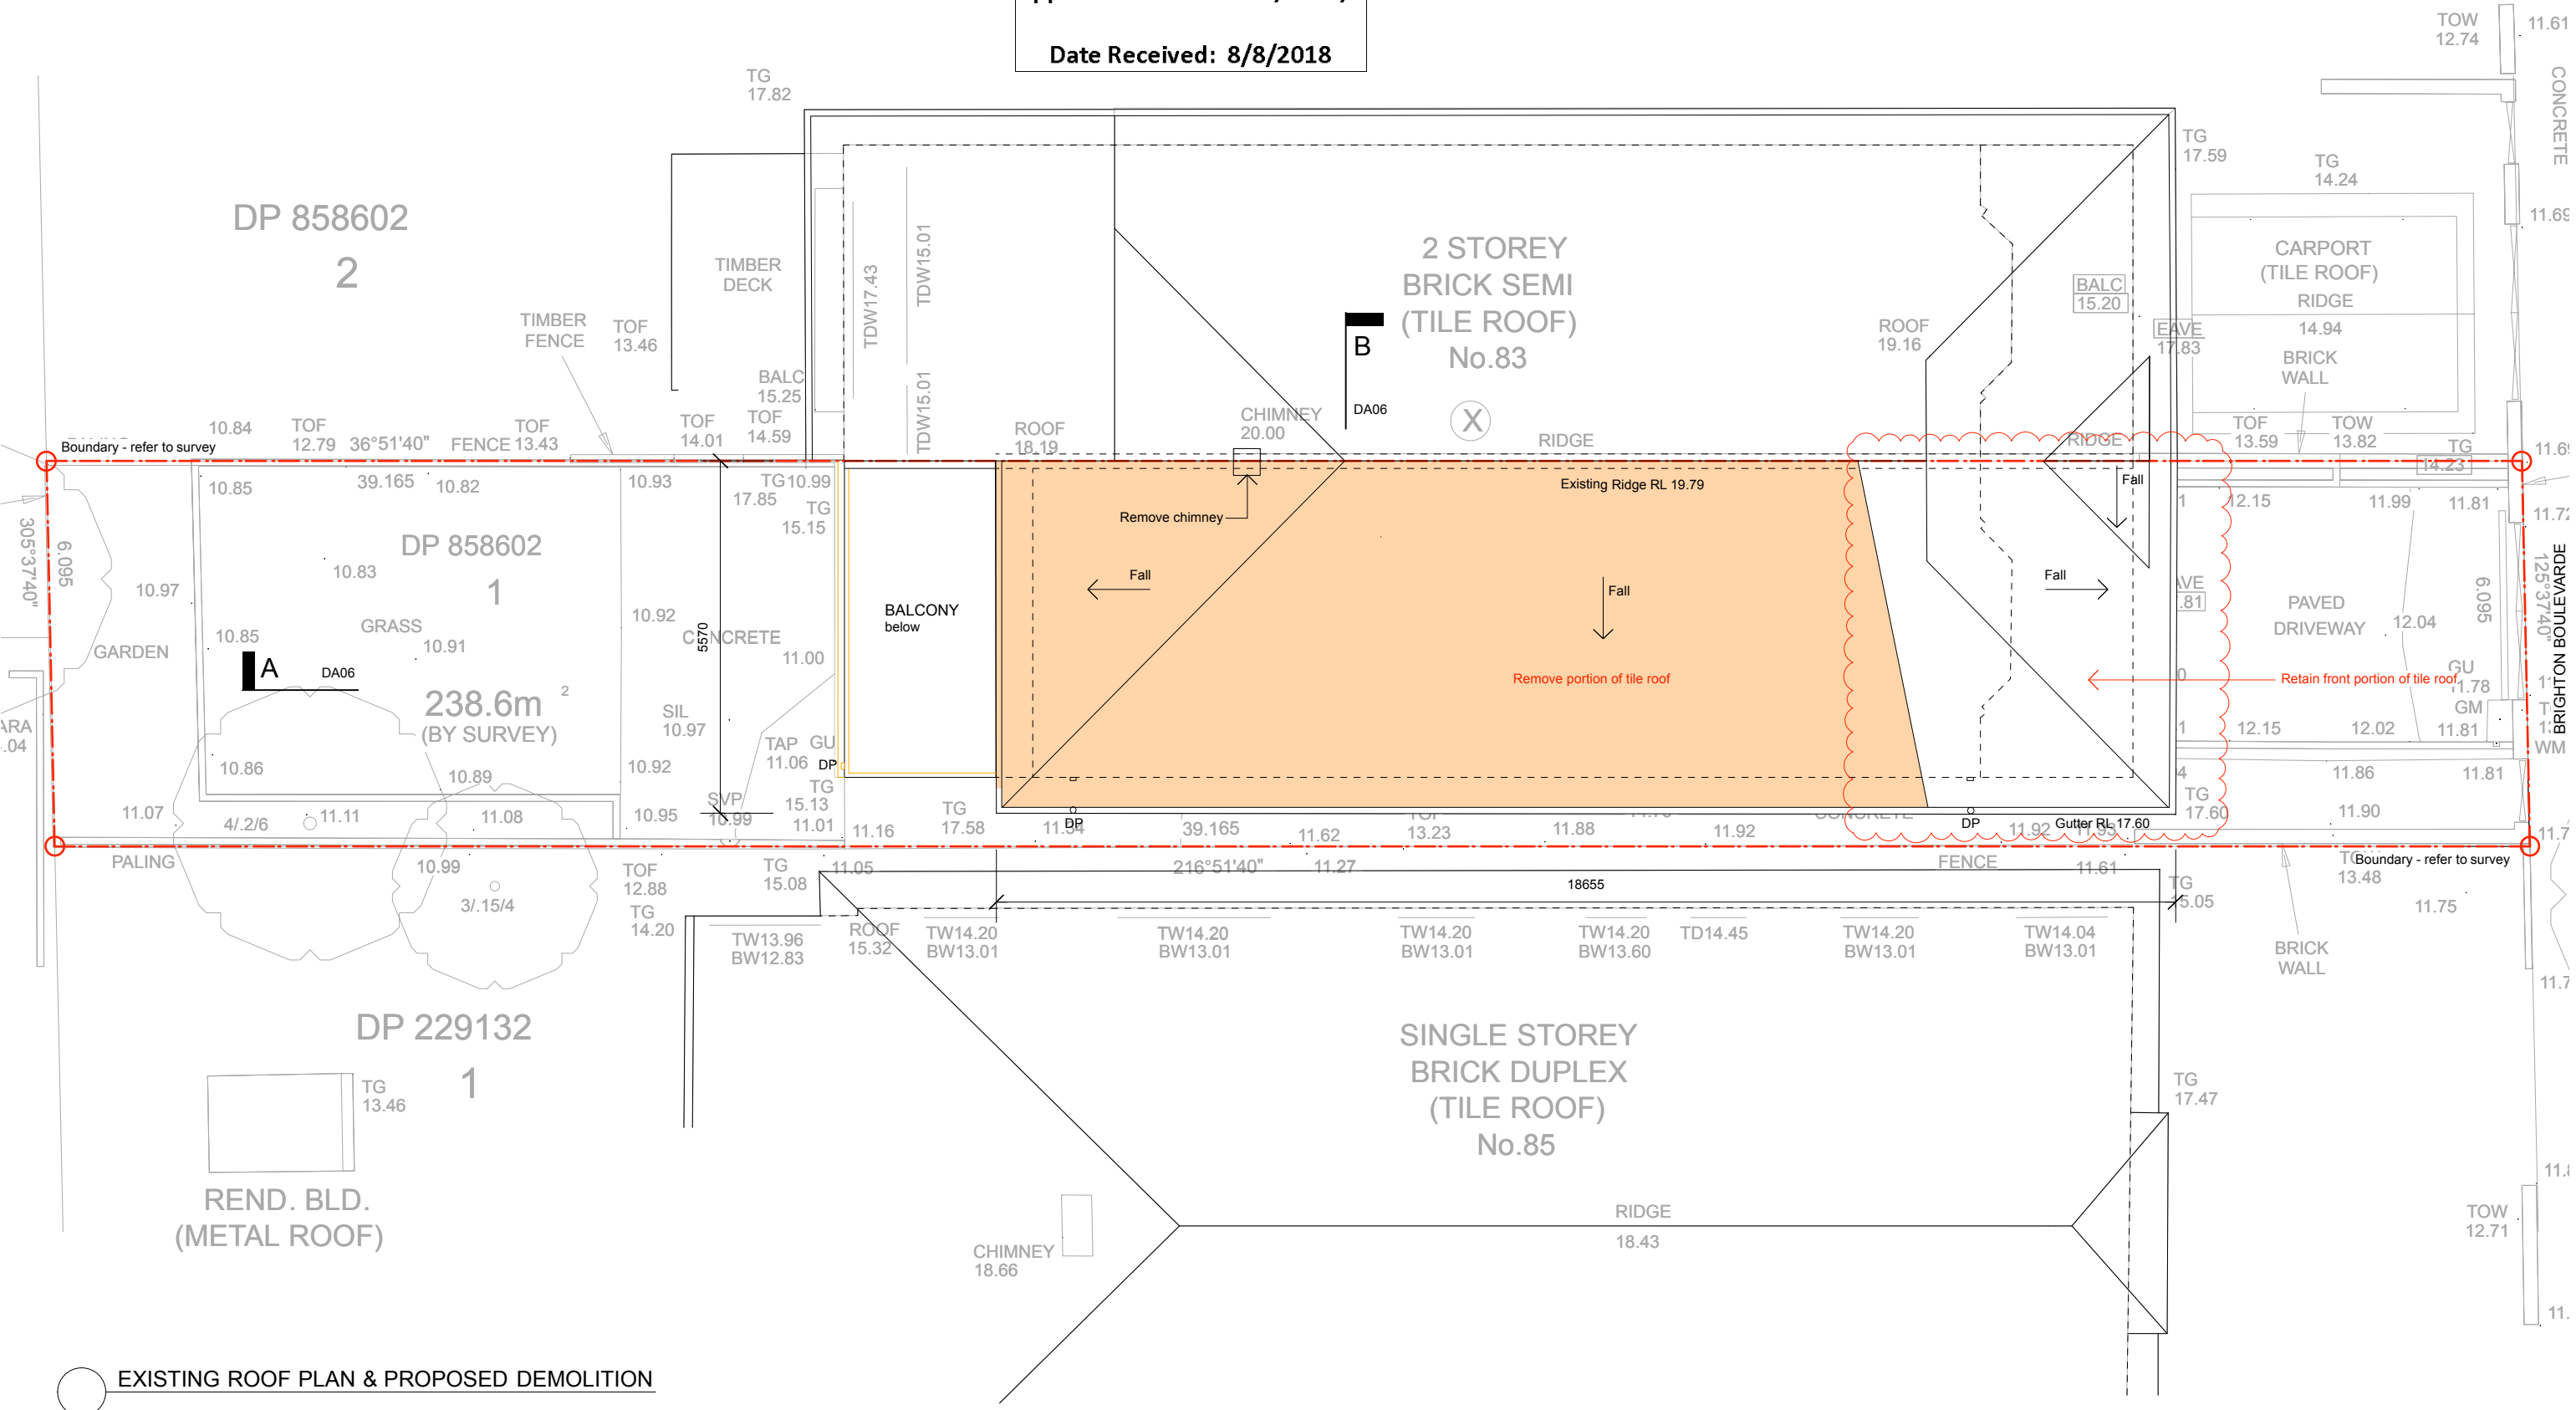 Date Received: 8/8/2018
TOW
12.74
11.61
CONCRETE
TG
17.82
TG
17.59
TG
14.24
11.69
DP 858602
2
TIMBER
DECK
TDW17.43
TDW15.01
TDW15.01
2 STOREY
BRICK SEMI
(TILE ROOF)
No.83
B
DA06
X
BALC
15.20
EAVE
17.83
CARPORT
(TILE ROOF)
RIDGE
14.94
BRICK
WALL
ROOF
19.16
TIMBER
FENCE
TOF
13.46
BALC
15.25
10.84
TOF
12.79
36°51'40"
FENCE
TOF
13.43
TOF
14.01
TOF
14.59
ROOF
18.19
CHIMNEY
20.00
RIDGE
RIDGE
TOF
13.59
TOW
13.82
TG
14.23
Boundary - refer to survey
10.85
39.165
10.82
10.93
TG
17.85
10.99
TG
15.15
Existing Ridge RL 19.79
Remove chimney
Fall
12.15
11.99
11.81
11.72
305°37'40"
6.095
DP 858602
1
10.83
10.97
GARDEN
10.85
GRASS
10.91
10.92
CONCRETE
11.00
5570
BALCONY
below
Fall
Fall
Fall
PAVED
DRIVEWAY
12.04
6.095
125°37'40"
BRIGHTON BOULEVARDE
A
DA06
238.6m 2
(BY SURVEY)
SIL
10.97
Remove portion of tile roof
Retain front portion of tile roof
GU
11.78
GM
TAP
11.06
GU
DP
10.86
10.89
10.92
12.15
12.02
11.81
WM
11.86
11.81
11.07
4/.2/6
11.11
11.08
10.95
SVP
10.99
TG
15.13
11.01
11.16
TG
17.58
DP
39.165
11.62
13.23
11.88
11.92
DP
11.92
Gutter RL 17.60
TG
17.60
11.90
PALING
10.99
TOF
12.88
TG
15.08
11.05
216°51'40"
11.27
18655
FENCE
11.61
Boundary - refer to survey
13.48
3/.15/4
TG
14.20
TW13.96
BW12.83
ROOF
15.32
TW14.20
BW13.01
TW14.20
BW13.01
TW14.20
BW13.01
TW14.20
BW13.60
TD14.45
TW14.20
BW13.01
TW14.04
BW13.01
TG
15.05
11.75
BRICK
WALL
DP 229132
1
TG
13.46
SINGLE STOREY
BRICK DUPLEX
(TILE ROOF)
No.85
TG
17.47
REND. BLD.
(METAL ROOF)
RIDGE
18.43
CHIMNEY
18.66
TOW
12.71
EXISTING ROOF PLAN & PROPOSED DEMOLITION